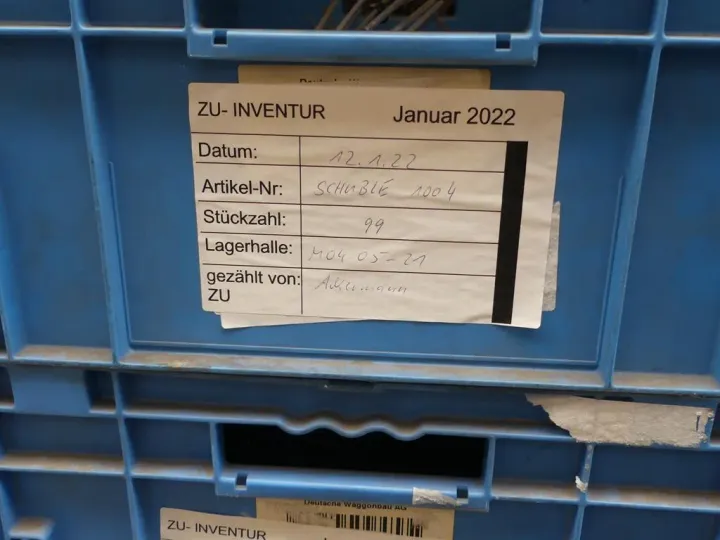 ZU- INVENTUR Januar 2022
Datum: 12.1.22
Artikel-Nr: SCHUBLE 1004
Stückzahl: 99
Lagerhalle: M04 05-21
gezählt von:
ZU
Deutsche Waggonbau AG
ZU- INVENTUR